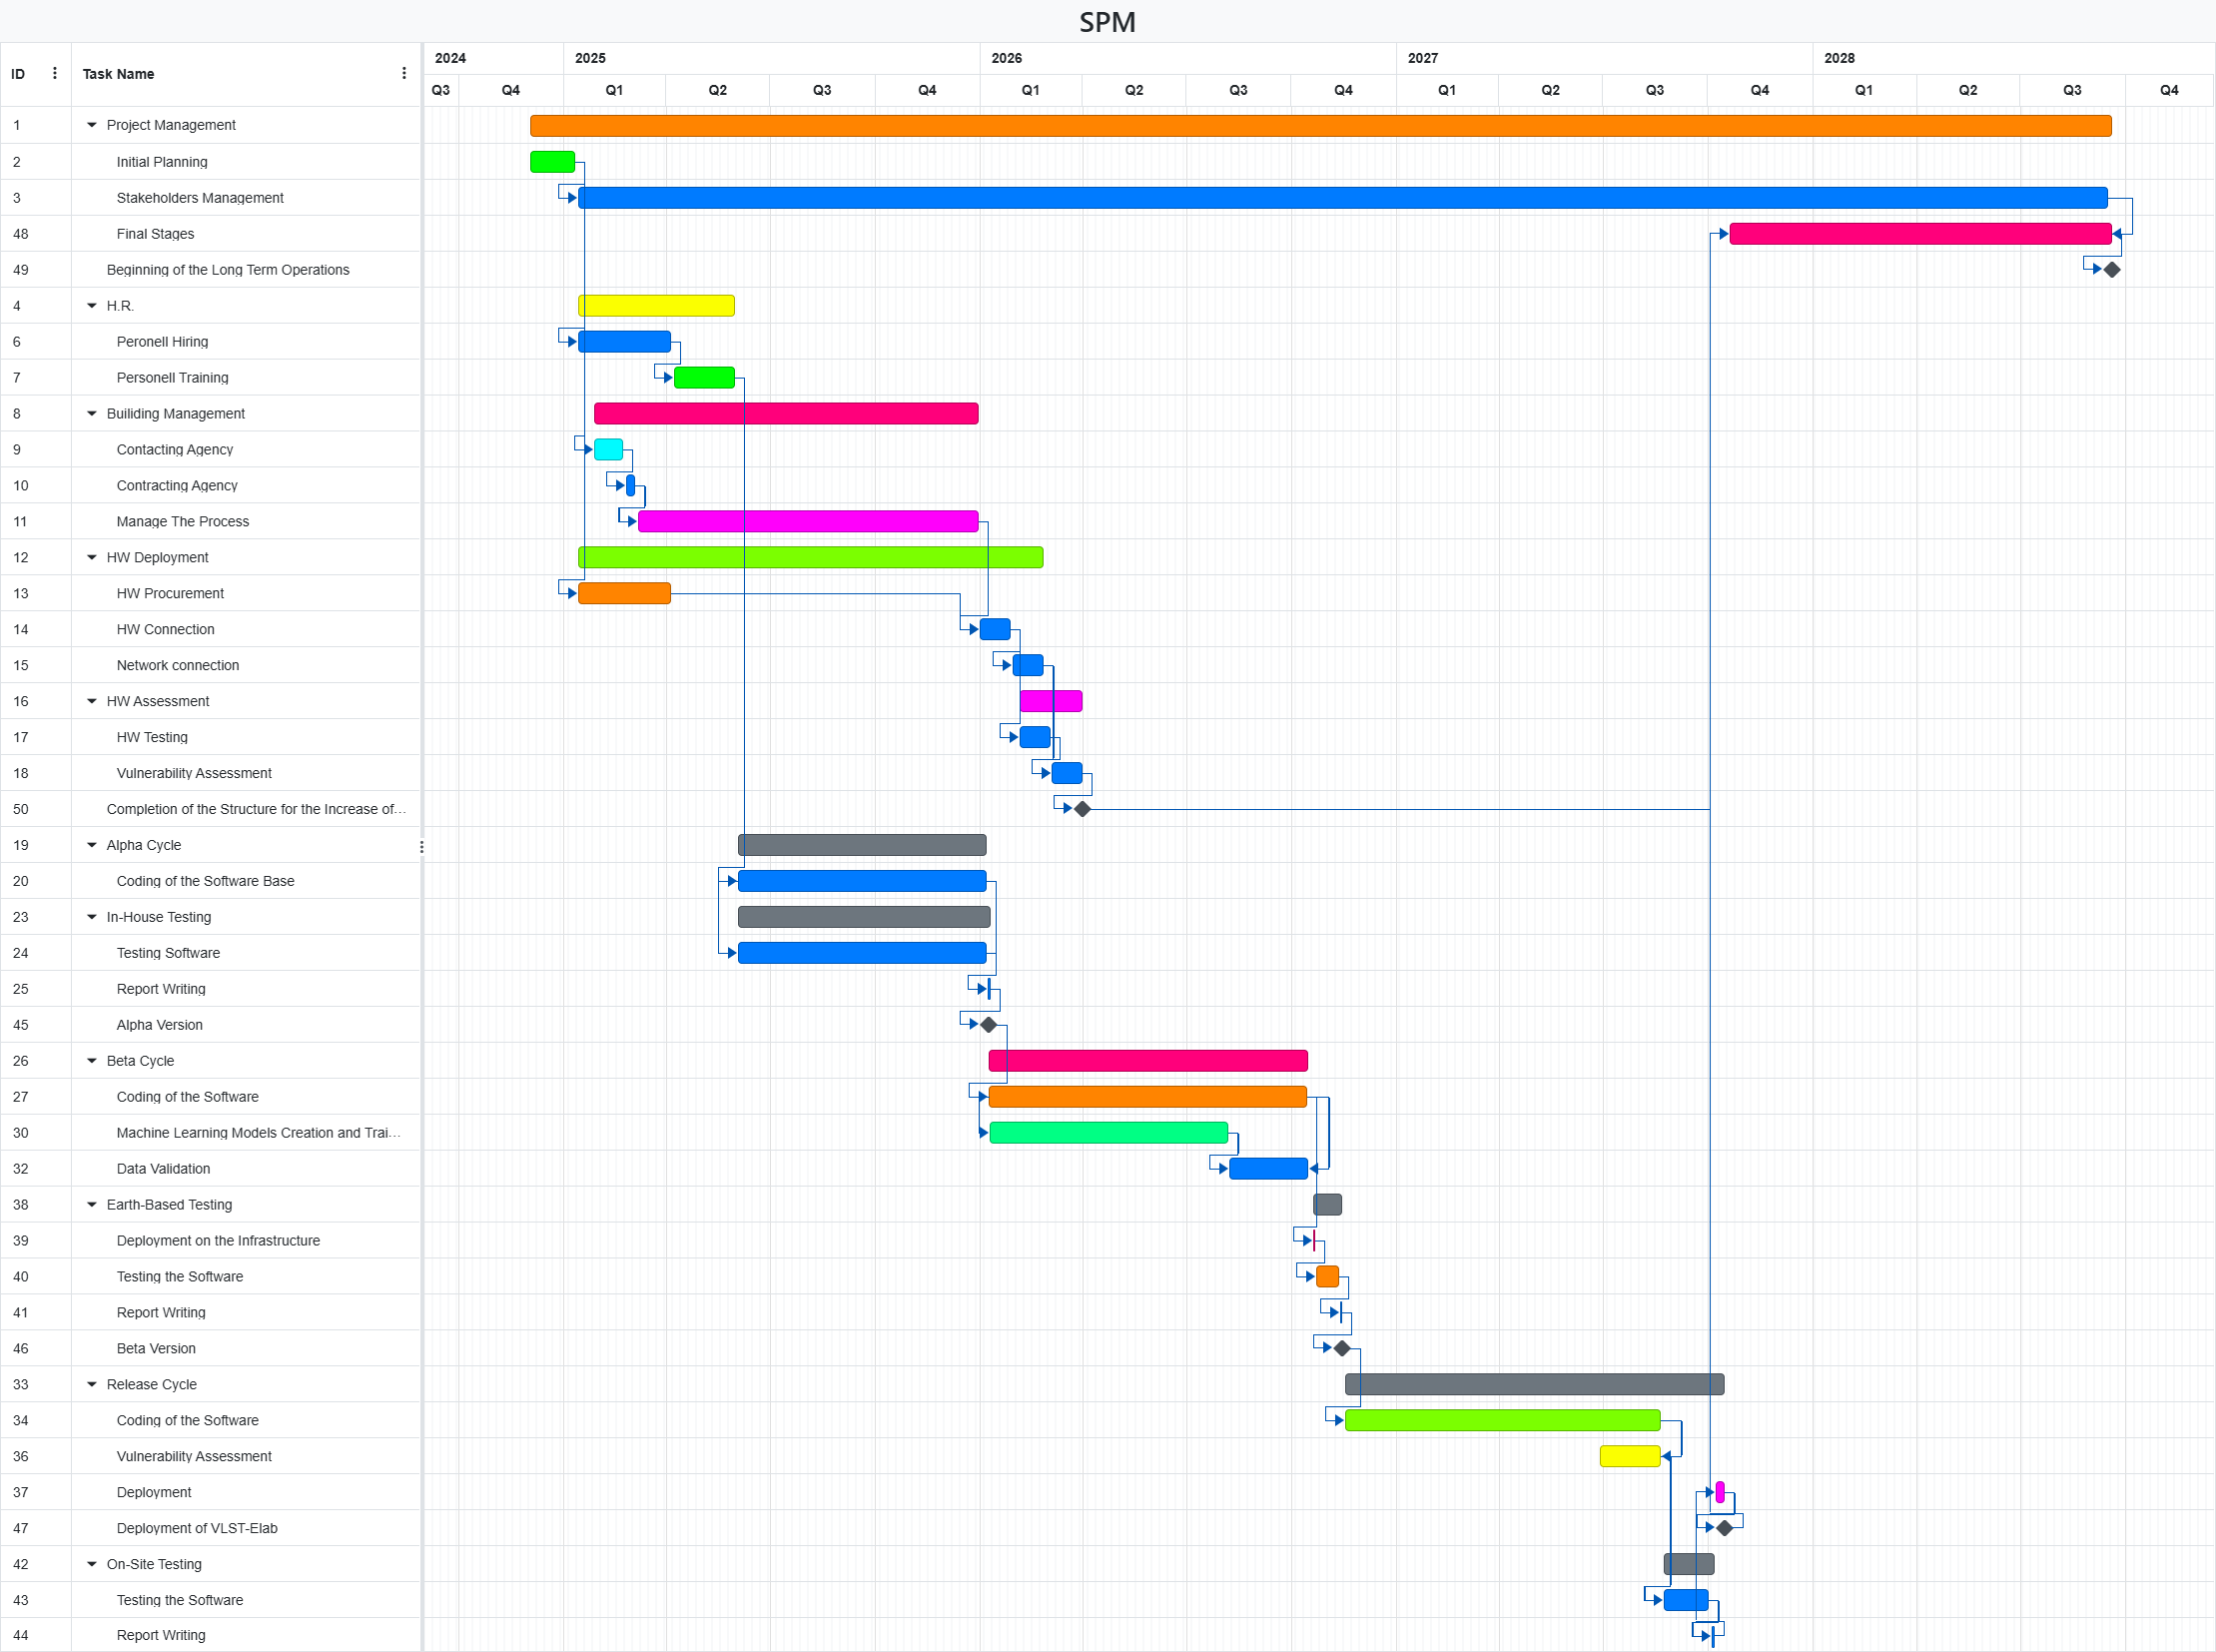 SPM
ID Task Name 2024 2025 2026 2027 2028
Q3 Q4 Q1 Q2 Q3 Q4 Q1 Q2 Q3 Q4 Q1 Q2 Q3 Q4 Q1 Q2 Q3 Q4
1 Project Management
2 Initial Planning
3 Stakeholders Management
48 Final Stages
49 Beginning of the Long Term Operations
4 H.R.
6 Peronell Hiring
7 Personell Training
8 Builiding Management
9 Contacting Agency
10 Contracting Agency
11 Manage The Process
12 HW Deployment
13 HW Procurement
14 HW Connection
15 Network connection
16 HW Assessment
17 HW Testing
18 Vulnerability Assessment
50 Completion of the Structure for the Increase of...
19 Alpha Cycle
20 Coding of the Software Base
23 In-House Testing
24 Testing Software
25 Report Writing
45 Alpha Version
26 Beta Cycle
27 Coding of the Software
30 Machine Learning Models Creation and Trai...
32 Data Validation
38 Earth-Based Testing
39 Deployment on the Infrastructure
40 Testing the Software
41 Report Writing
46 Beta Version
33 Release Cycle
34 Coding of the Software
36 Vulnerability Assessment
37 Deployment
47 Deployment of VLST-Elab
42 On-Site Testing
43 Testing the Software
44 Report Writing